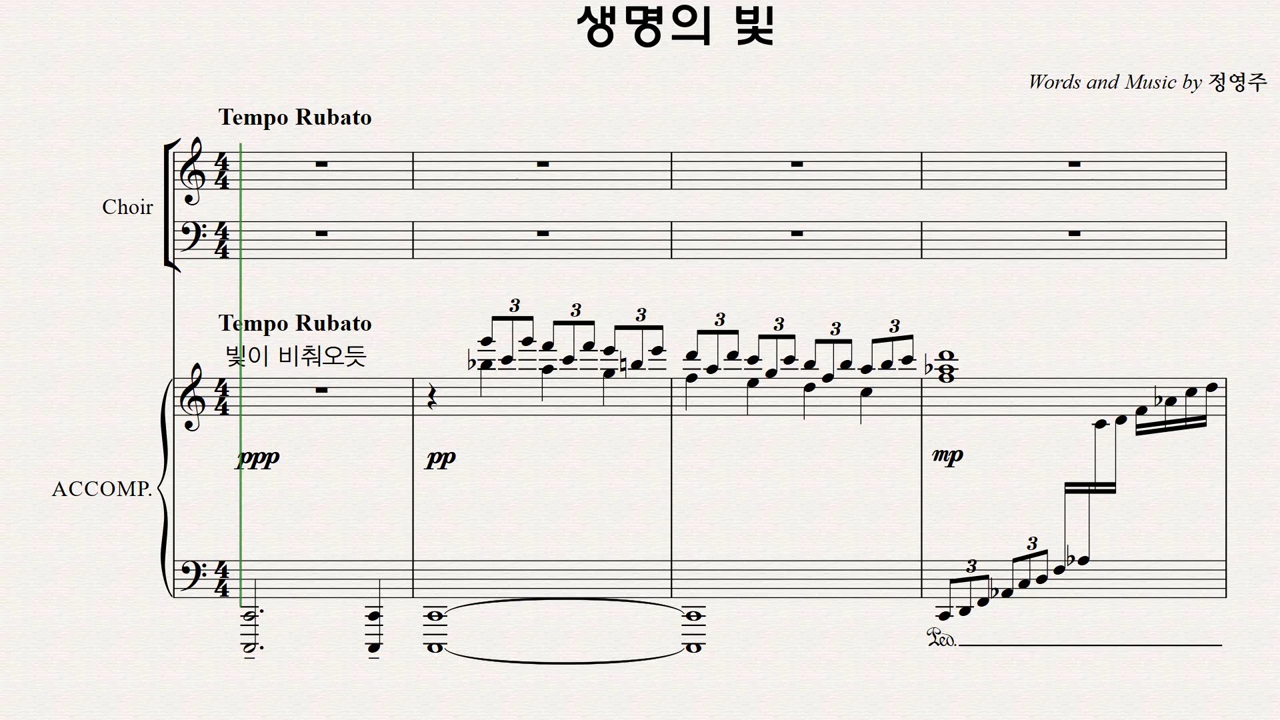 생명의 빛
Words and Music by 정영주
Tempo Rubato
Choir
Tempo Rubato
빛이 비춰오듯
3 3 3 3 3 3 3
ppp pp mp
ACCOMP.
3 3
Ped.